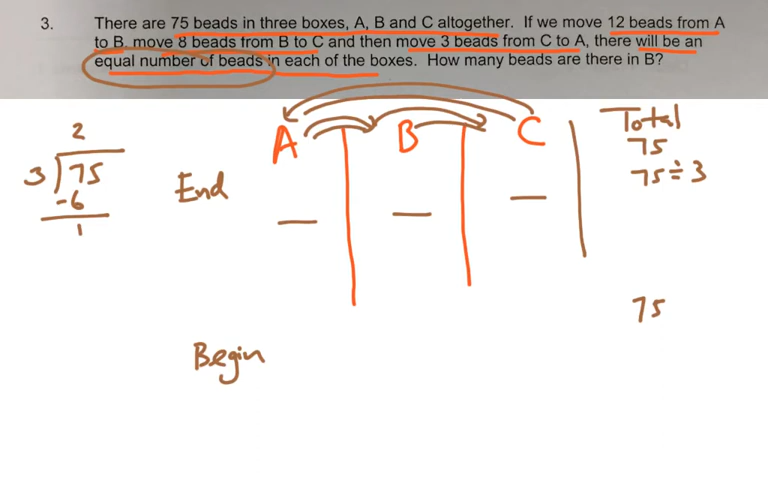 3. There are 75 beads in three boxes, A, B and C altogether. If we move 12 beads from A
to B, move 8 beads from B to C and then move 3 beads from C to A, there will be an
equal number of beads in each of the boxes. How many beads are there in B?
A B C Total
75
75÷3
2
3 75
-6
1
End
75
Begin